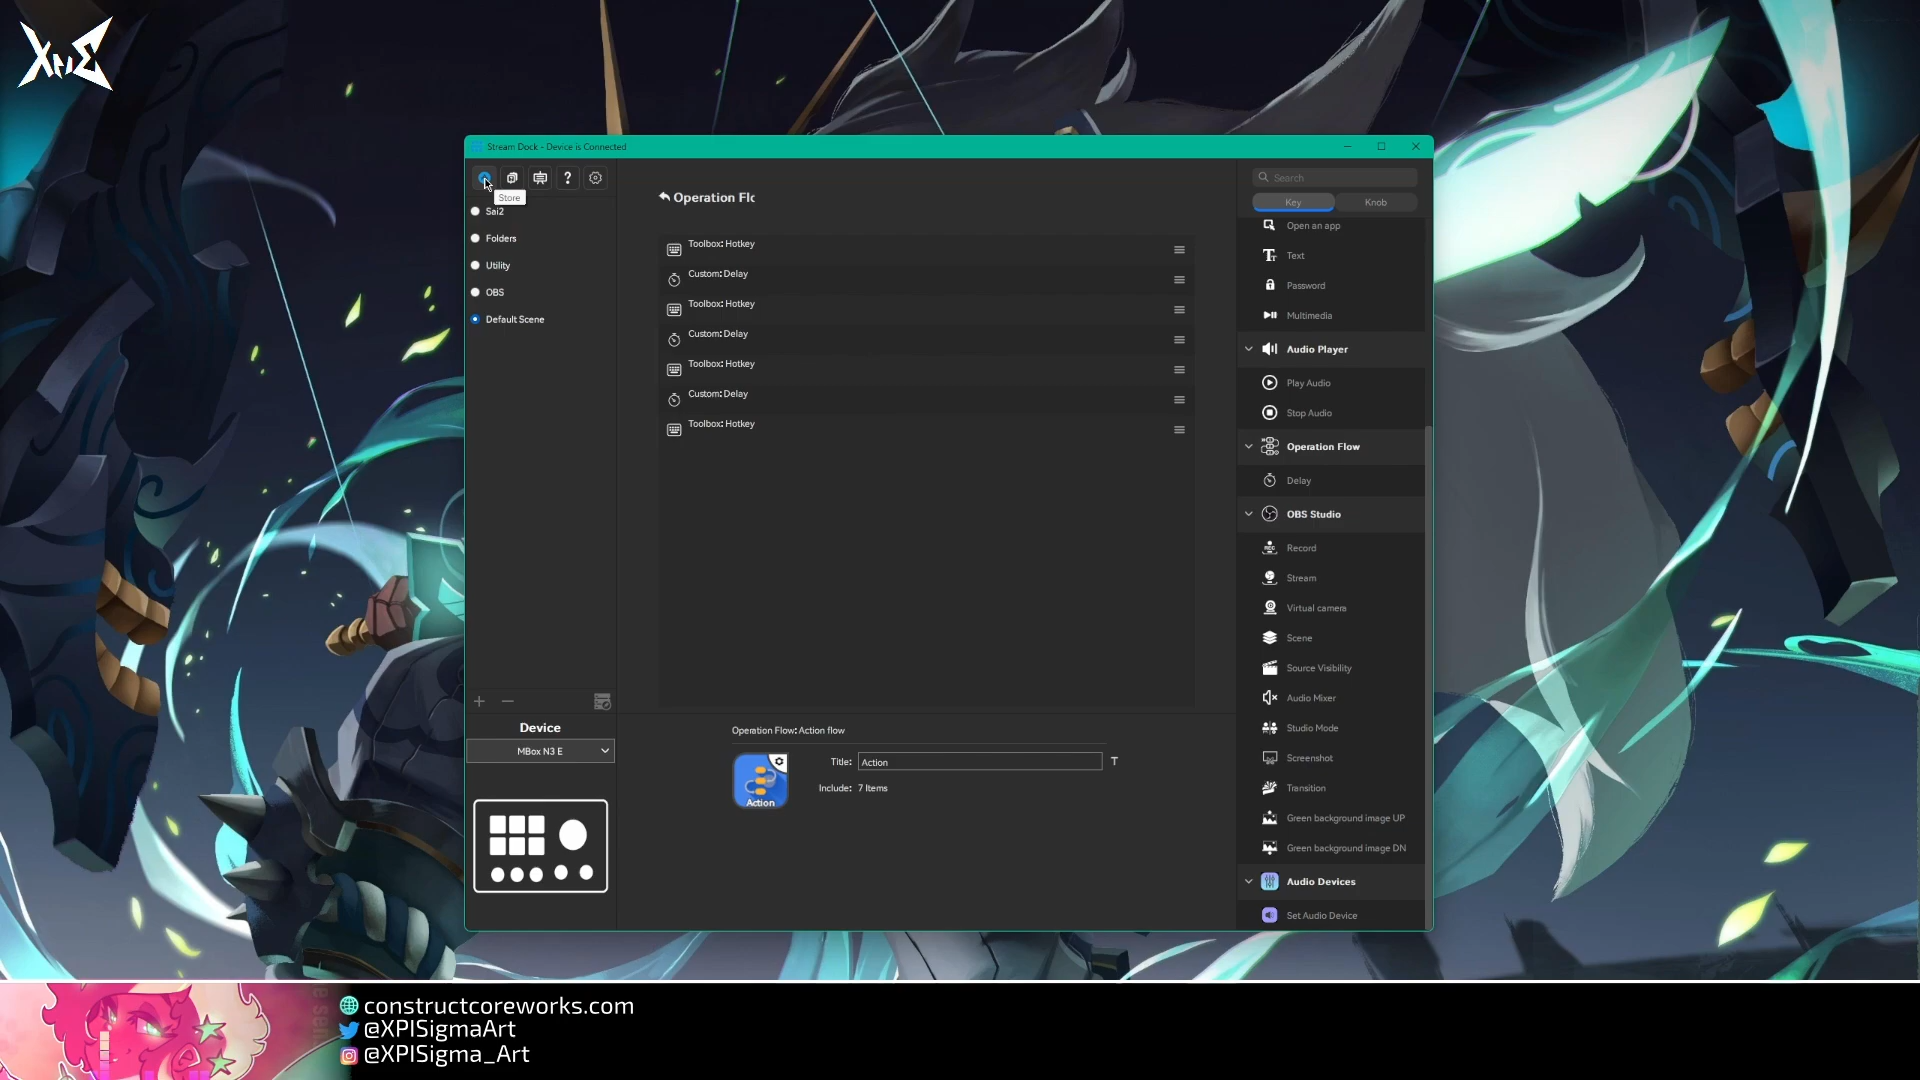 XPIΣ
Stream Dock - Device is Connected
Store
Sai2
Folders
Utility
OBS
Default Scene
Device
MBox N3 E
Operation Flc
Toolbox: Hotkey
Custom: Delay
Toolbox: Hotkey
Custom: Delay
Toolbox: Hotkey
Custom: Delay
Toolbox: Hotkey
Operation Flow: Action flow
Action
Title: Action T
Include: 7 Items
Search
Key Knob
Open an app
Text
Password
Multimedia
Audio Player
Play Audio
Stop Audio
Operation Flow
Delay
OBS Studio
Record
Stream
Virtual camera
Scene
Source Visibility
Audio Mixer
Studio Mode
Screenshot
Transition
Green background image UP
Green background image DN
Audio Devices
Set Audio Device
constructcoreworks.com
@XPISigmaArt
@XPISigma_Art